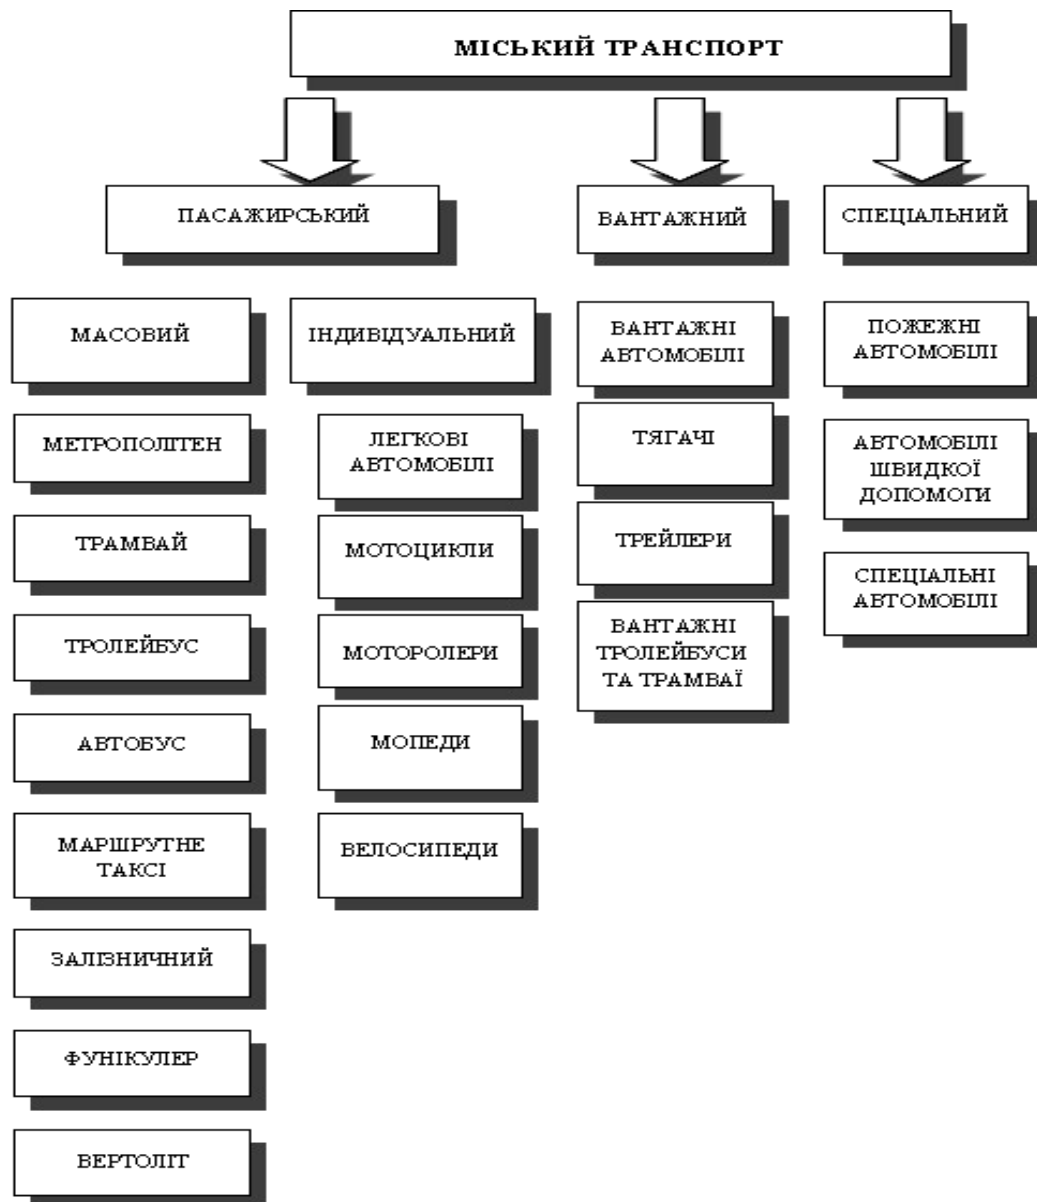 МІСЬКИЙ ТРАНСПОРТ
ПАСАЖИРСЬКИЙ
ВАНТАЖНИЙ
СПЕЦІАЛЬНИЙ
МАСОВИЙ
МЕТРОПОЛІТЕН
ТРАМВАЙ
ТРОЛЕЙБУС
АВТОБУС
МАРШРУТНЕ
ТАКСІ
ЗАЛІЗНИЧНИЙ
ФУНІКУЛЕР
ВЕРТОЛІТ
ІНДИВІДУАЛЬНИЙ
ЛЕГКОВІ
АВТОМОБІЛІ
МОТОЦИКЛИ
МОТОРОЛЕРИ
МОПЕДИ
ВЕЛОСИПЕДИ
ВАНТАЖНІ
АВТОМОБІЛІ
ТЯГАЧІ
ТРЕЙЛЕРИ
ВАНТАЖНІ
ТРОЛЕЙБУСИ
ТА ТРАМВАЇ
ПОЖЕЖНІ
АВТОМОБІЛІ
АВТОМОБІЛІ
ШВИДКОЇ
ДОПОМОГИ
СПЕЦІАЛЬНІ
АВТОМОБІЛІ